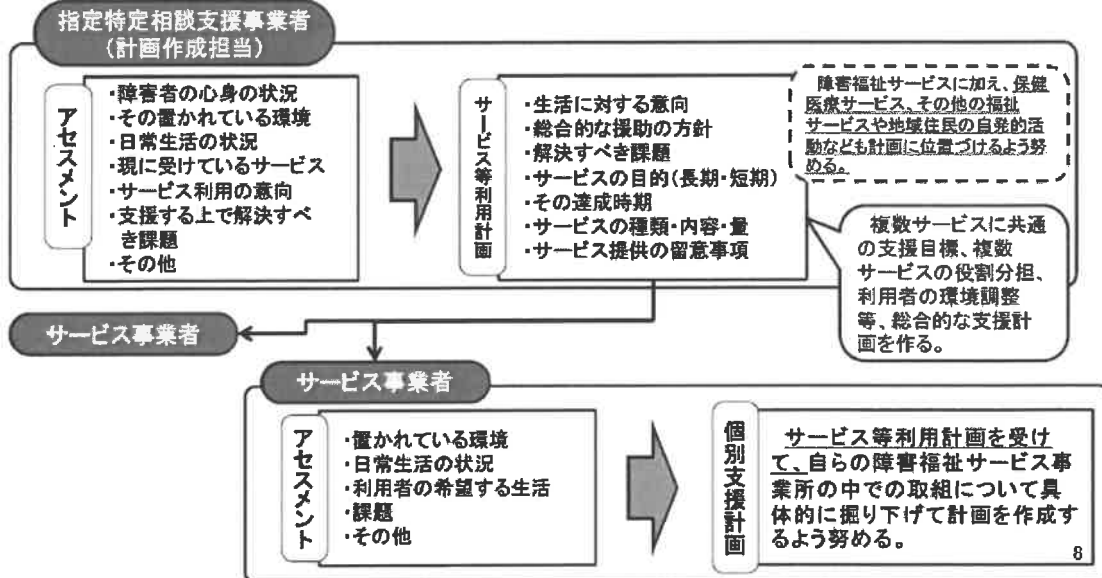 指定特定相談支援事業者
(計画作成担当)
アセスメント
・障害者の心身の状況
・その置かれている環境
・日常生活の状況
・現に受けているサービス
・サービス利用の意向
・支援する上で解決すべ
き課題
・その他
サービス等利用計画
・生活に対する意向
・総合的な援助の方針
・解決すべき課題
・サービスの目的(長期・短期)
・その達成時期
・サービスの種類・内容・量
・サービス提供の留意事項
障害福祉サービスに加え、保健
医療サービス、その他の福祉
サービスや地域住民の自発的活
動なども計画に位置づけるよう努
める。
複数サービスに共通
の支援目標、複数
サービスの役割分担、
利用者の環境調整
等、総合的な支援計
画を作る。
サービス事業者
サービス事業者
アセスメント
・置かれている環境
・日常生活の状況
・利用者の希望する生活
・課題
・その他
個別支援計画
サービス等利用計画を受け
て、自らの障害福祉サービス事
業所の中での取組について具
体的に掘り下げて計画を作成す
るよう努める。
8